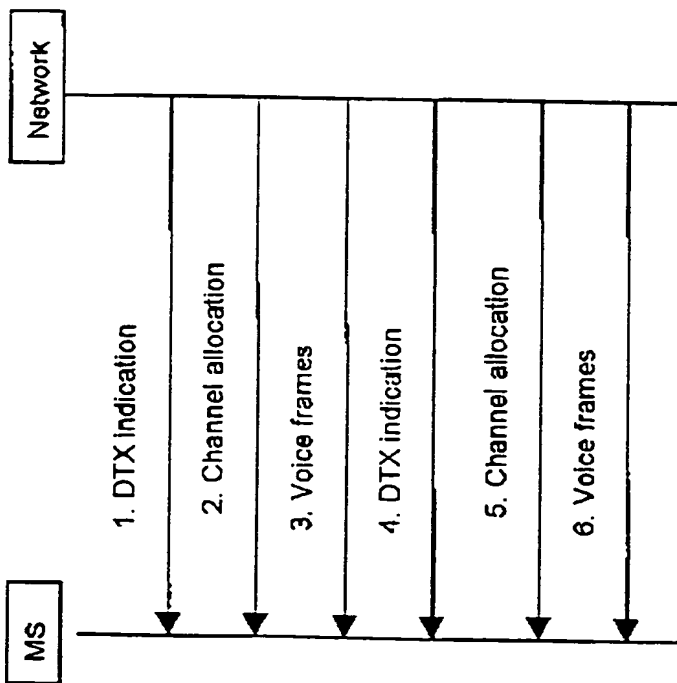 MS
Network
1. DTX indication
2. Channel allocation
3. Voice frames
4. DTX indication
5. Channel allocation
6. Voice frames